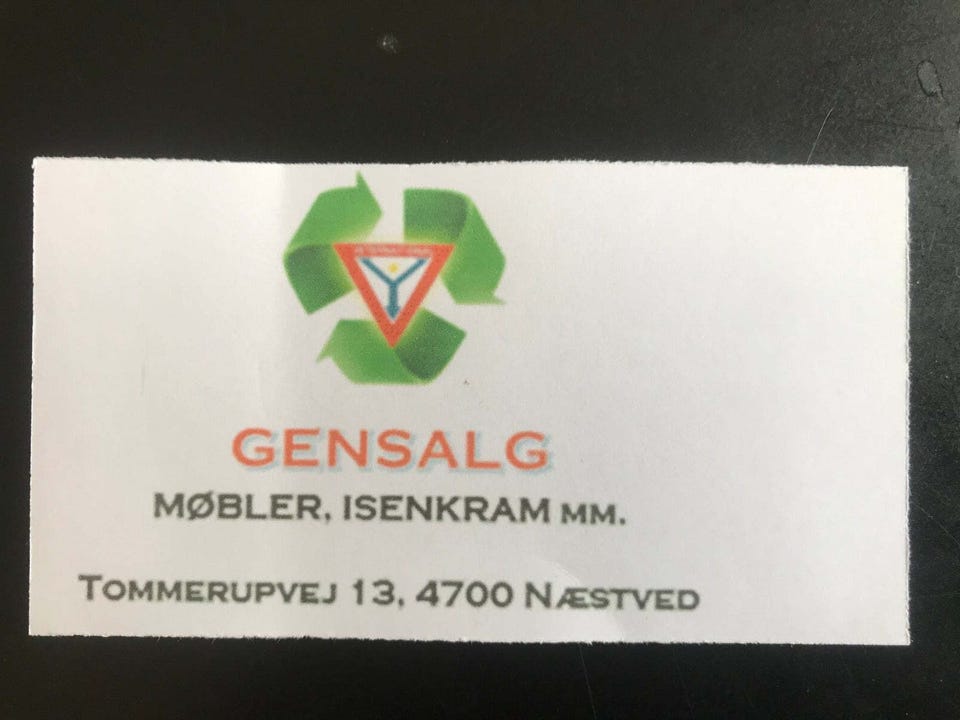 GENSALG
MØBLER, ISENKRAM MM.
TOMMERUPVEJ 13, 4700 NÆSTVED